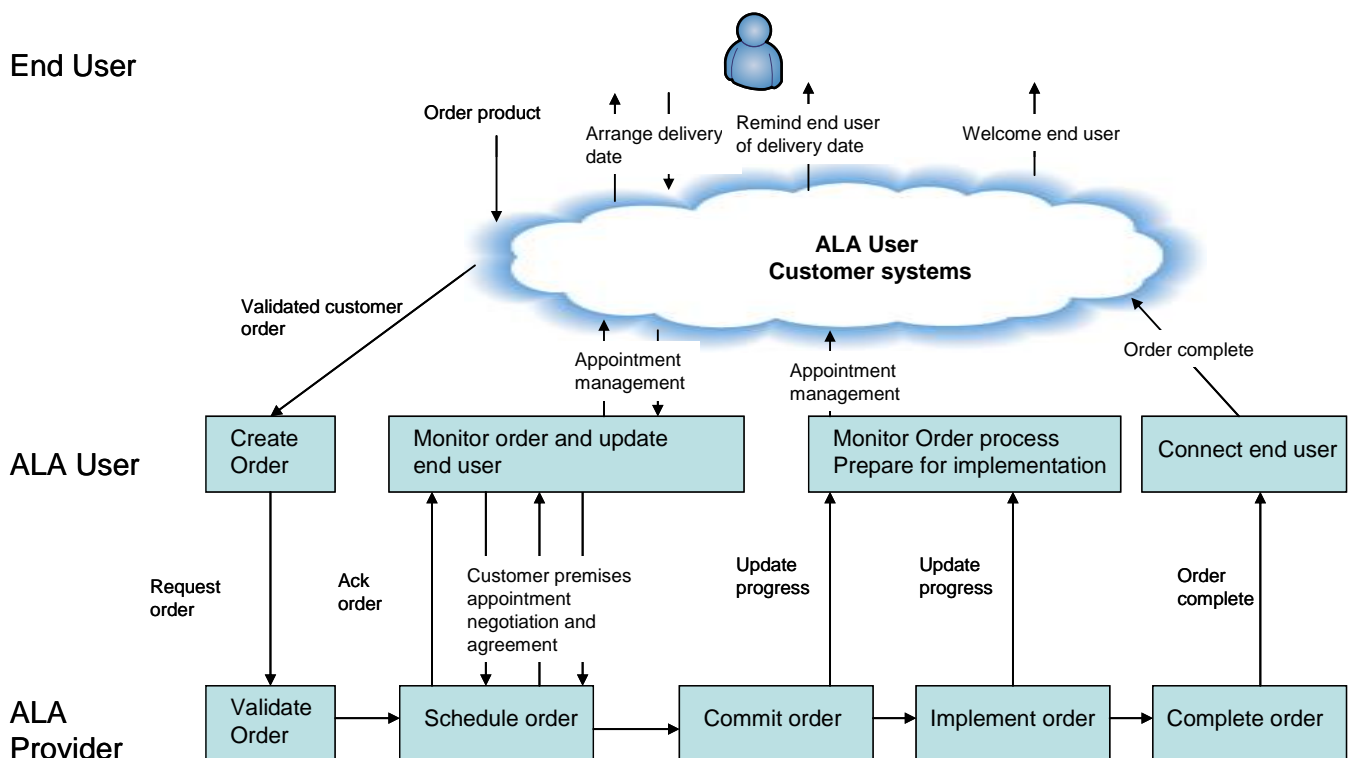 End User
Order product
Arrange delivery
date
Remind end user
of delivery date
Welcome end user
ALA User
Customer systems
Validated customer
order
Appointment
management
Appointment
management
Order complete
ALA User
Create
Order
Monitor order and update
end user
Monitor Order process
Prepare for implementation
Connect end user
Request
order
Ack
order
Customer premises
appointment
negotiation and
agreement
Update
progress
Update
progress
Order
complete
ALA
Provider
Validate
Order
Schedule order
Commit order
Implement order
Complete order